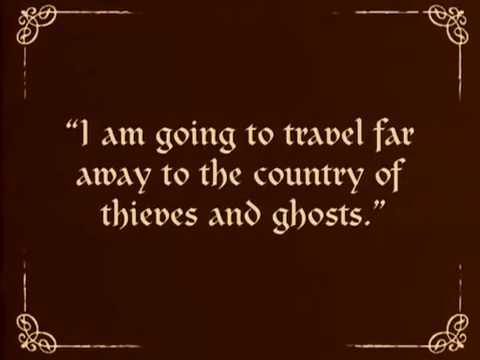 “I am going to travel far
away to the country of
thieves and ghosts.”